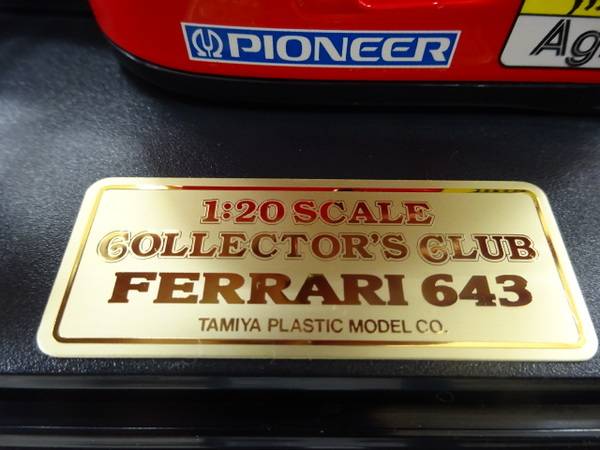 PIONEER
1:20 SCALE
COLLECTOR'S CLUB
FERRARI 643
TAMIYA PLASTIC MODEL CO.